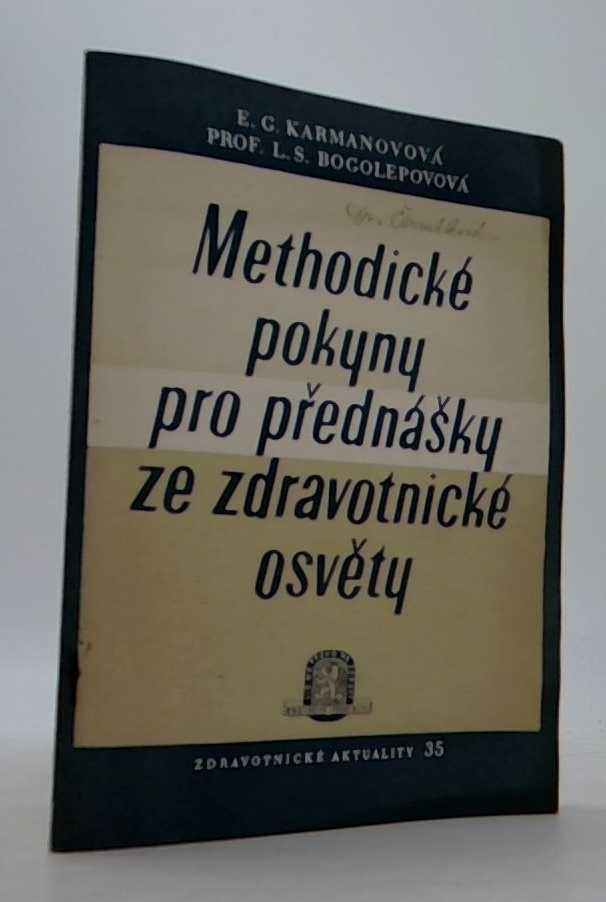 E. G. KARMANOVOVÁ
PROF. L. S. BOGOLEPOVOVÁ
Methodické
pokyny
pro přednášky
ze zdravotnické
osvěty
ZDRAVOTNICKÉ AKTUALITY 35